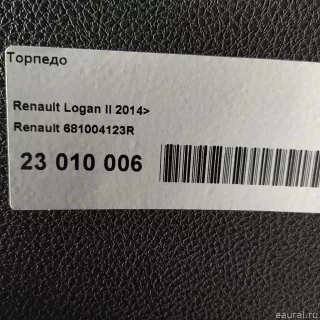 Торпедо
Renault Logan II 2014>
Renault 681004123R
23 010 006
eaural.ru